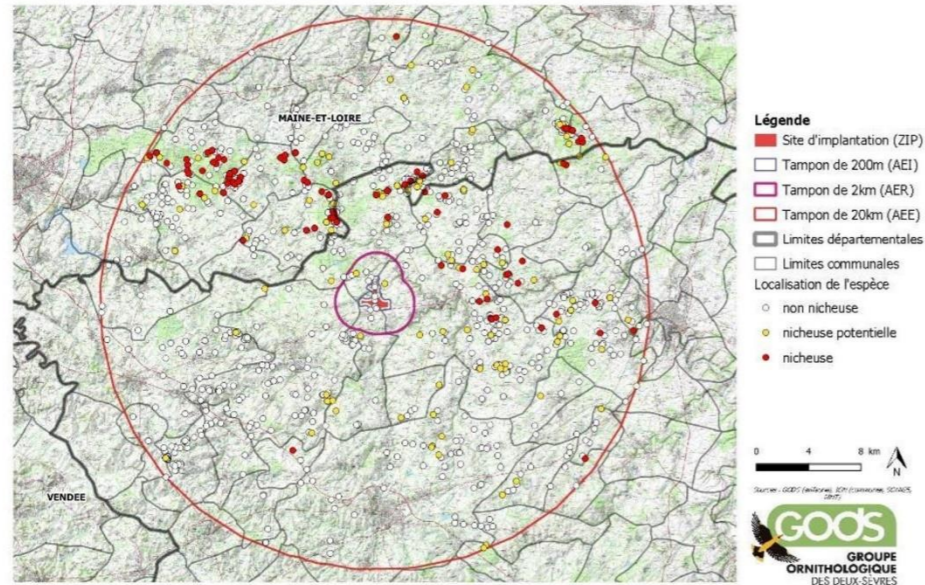 MAINE-ET-LOIRE
VENDEE
Légende
Site d'implantation (ZIP)
Tampon de 200m (AEI)
Tampon de 2km (AER)
Tampon de 20km (AEE)
Limites départementales
Limites communales
Localisation de l'espèce
non nicheuse
nicheuse potentielle
nicheuse
0 4 8 km
N
GODS
GROUPE
ORNITHOLOGIQUE
DES DEUX-SÈVRES